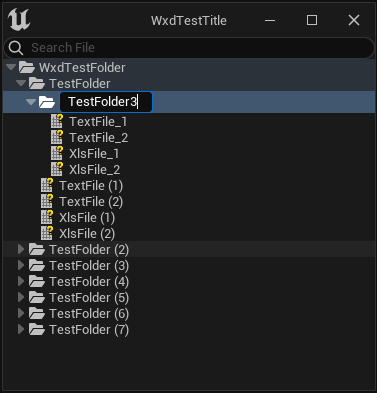 WxdTestTitle
Search File
WxdTestFolder
TestFolder
TestFolder3
TextFile_1
TextFile_2
XlsFile_1
XlsFile_2
TextFile (1)
TextFile (2)
XlsFile (1)
XlsFile (2)
TestFolder (2)
TestFolder (3)
TestFolder (4)
TestFolder (5)
TestFolder (6)
TestFolder (7)